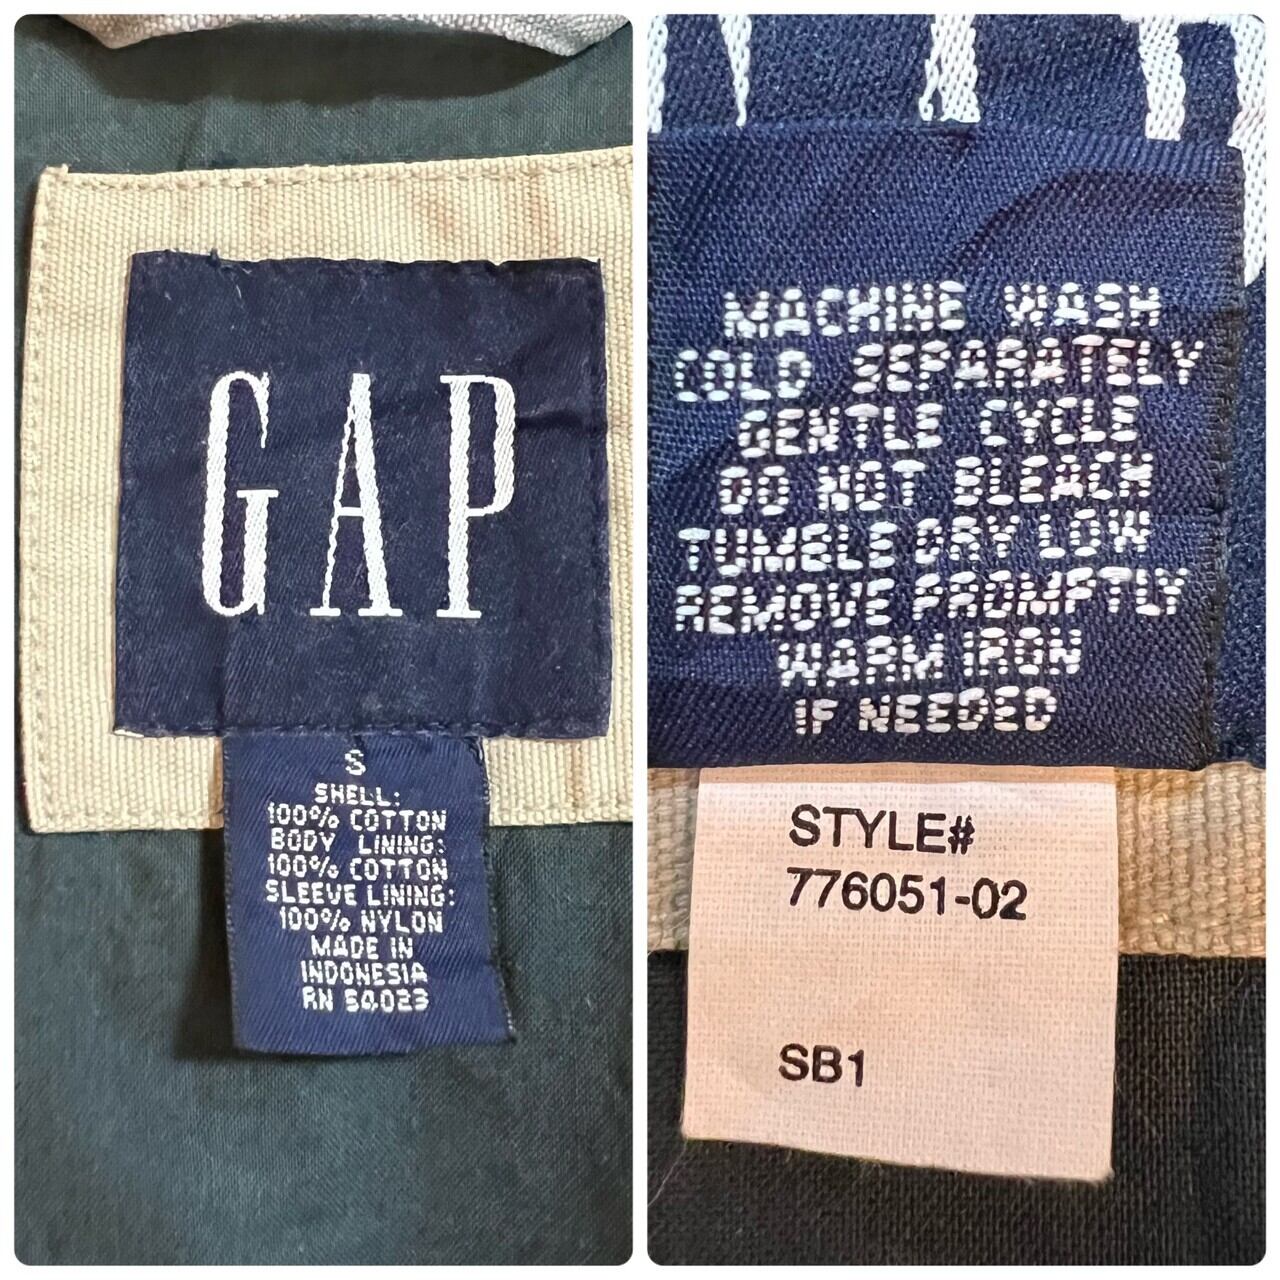 GAP
S
SHELL:
100% COTTON
BODY LINING:
100% COTTON
SLEEVE LINING:
100% NYLON
MADE IN
INDONESIA
RN 54023
MACHINE WASH
COLD SEPARATELY
GENTLE CYCLE
DO NOT BLEACH
TUMBLE DRY LOW
REMOVE PROMPTLY
WARM IRON
IF NEEDED
STYLE#
776051-02
SB1